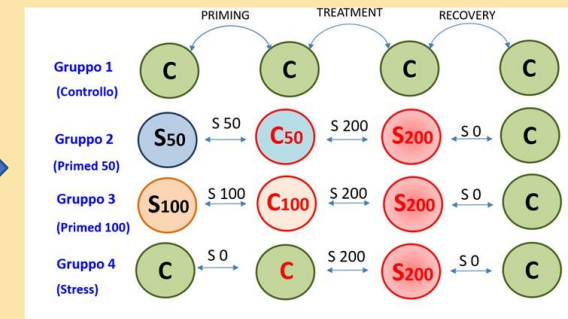 PRIMING TREATMENT RECOVERY
Gruppo 1 C C C C
(Controllo)
Gruppo 2 S50 S 50 C50 S 200 S200 S 0 C
(Primed 50)
Gruppo 3 S100 S 100 C100 S 200 S200 S 0 C
(Primed 100)
Gruppo 4 C S 0 C S 200 S200 S 0 C
(Stress)